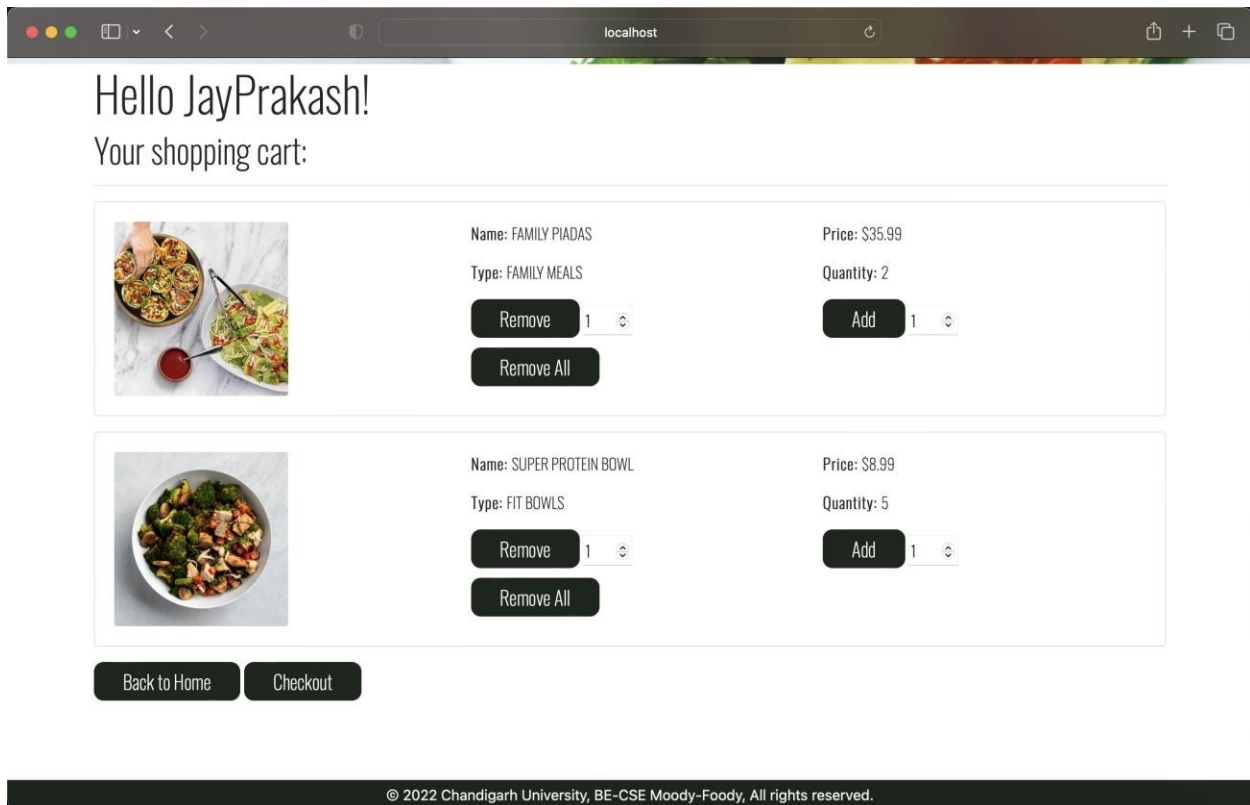 localhost
Hello JayPrakash!
Your shopping cart:
Name: FAMILY PIADAS
Price: $35.99
Type: FAMILY MEALS
Quantity: 2
Remove 1
Add 1
Remove All
Name: SUPER PROTEIN BOWL
Price: $8.99
Type: FIT BOWLS
Quantity: 5
Remove 1
Add 1
Remove All
Back to Home
Checkout
© 2022 Chandigarh University, BE-CSE Moody-Foody, All rights reserved.